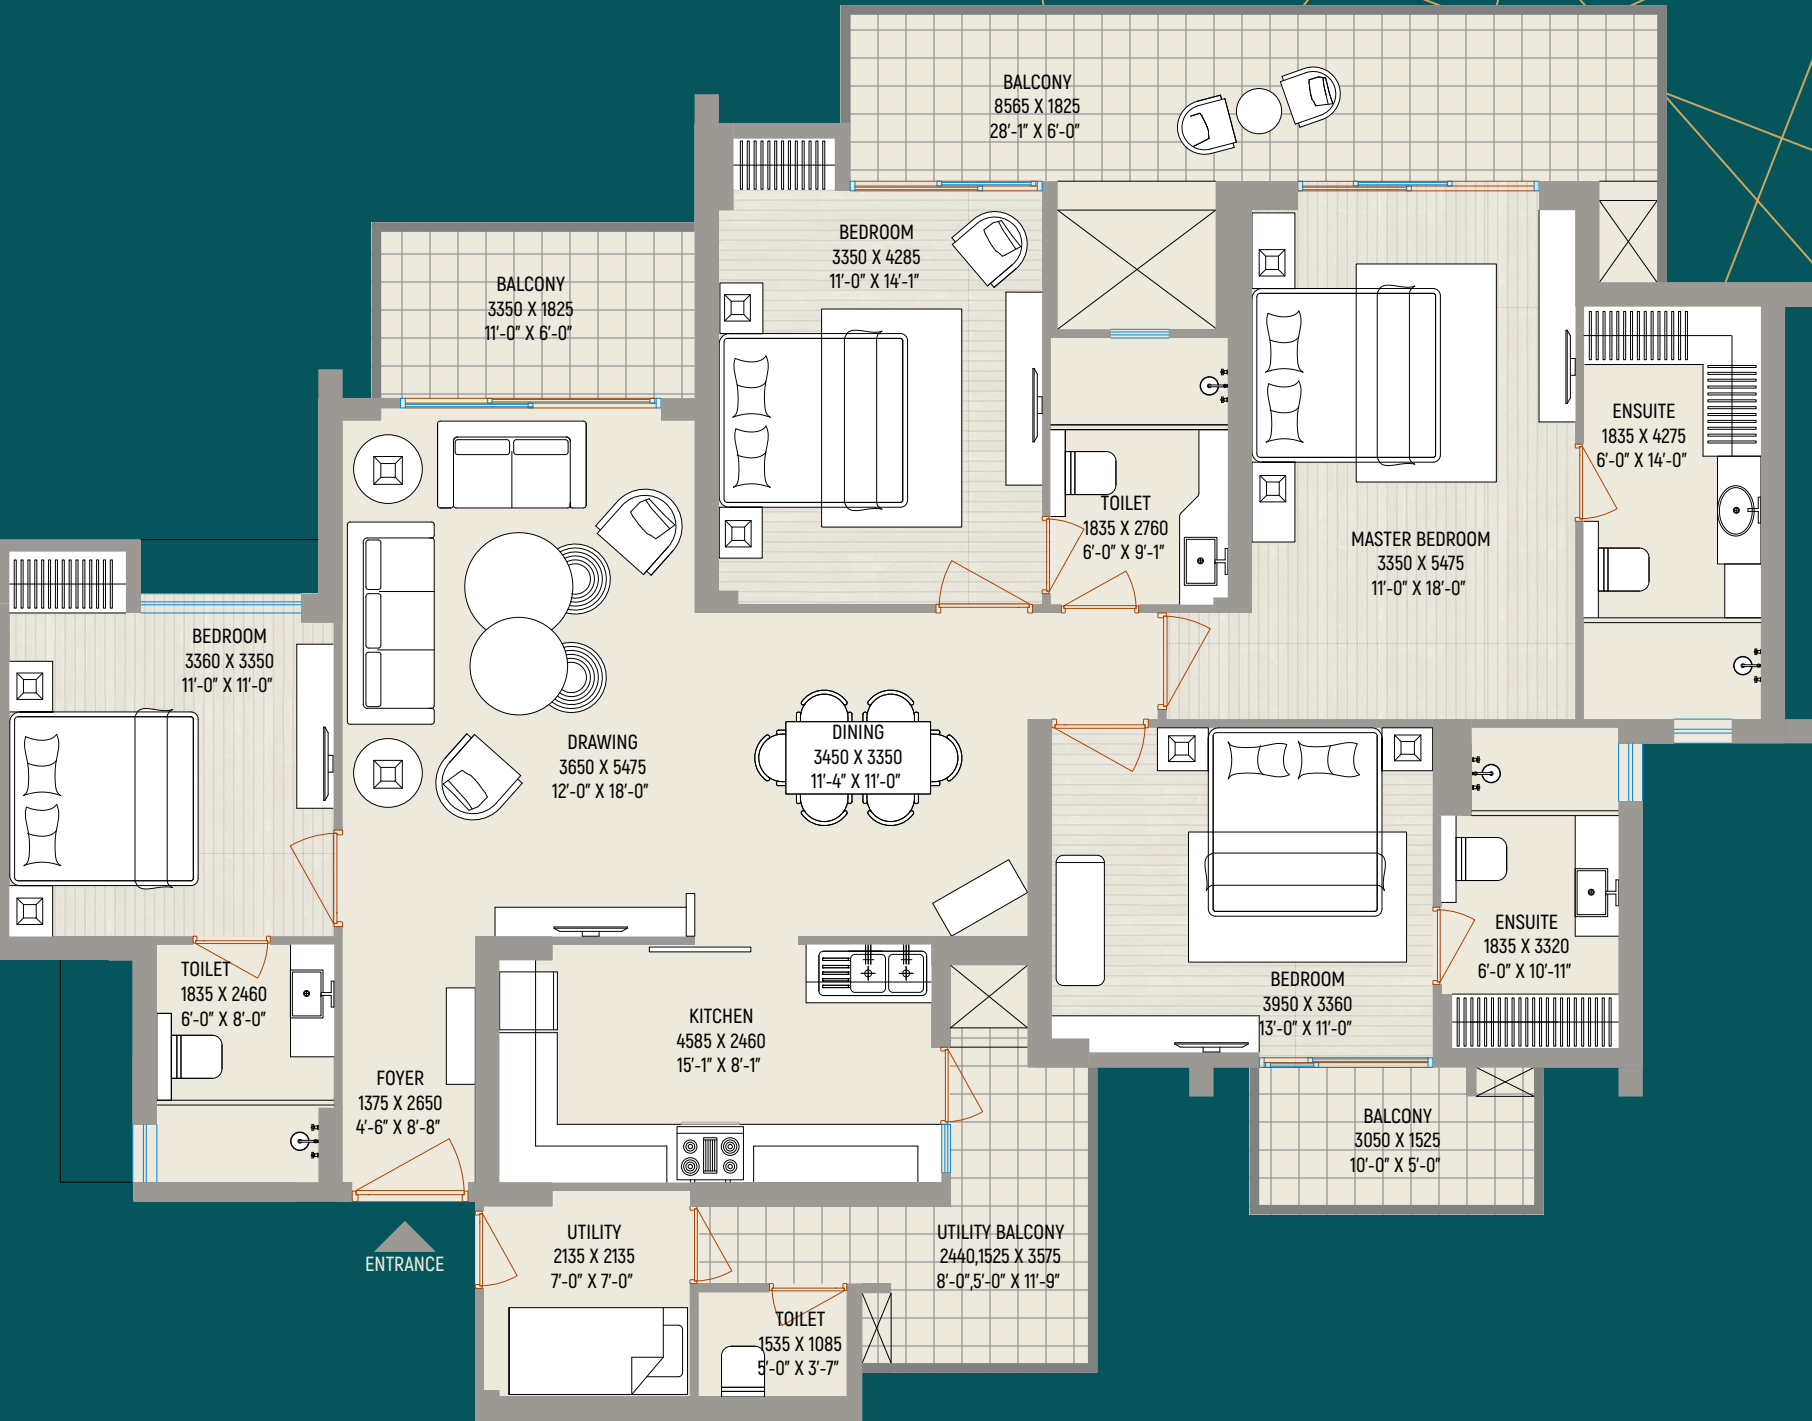 BALCONY
8565 X 1825
28'-1" X 6'-0"
BEDROOM
3350 X 4285
11'-0" X 14'-1"
BALCONY
3350 X 1825
11'-0" X 6'-0"
ENSUITE
1835 X 4275
6'-0" X 14'-0"
TOILET
1835 X 2760
6'-0" X 9'-1"
MASTER BEDROOM
3350 X 5475
11'-0" X 18'-0"
BEDROOM
3360 X 3350
11'-0" X 11'-0"
DRAWING
3650 X 5475
12'-0" X 18'-0"
DINING
3450 X 3350
11'-4" X 11'-0"
ENSUITE
1835 X 3320
6'-0" X 10'-11"
BEDROOM
3950 X 3360
13'-0" X 11'-0"
TOILET
1835 X 2460
6'-0" X 8'-0"
KITCHEN
4585 X 2460
15'-1" X 8'-1"
FOYER
1375 X 2650
4'-6" X 8'-8"
BALCONY
3050 X 1525
10'-0" X 5'-0"
ENTRANCE
UTILITY
2135 X 2135
7'-0" X 7'-0"
UTILITY BALCONY
2440,1525 X 3575
8'-0",5'-0" X 11'-9"
TOILET
1535 X 1085
5'-0" X 3'-7"